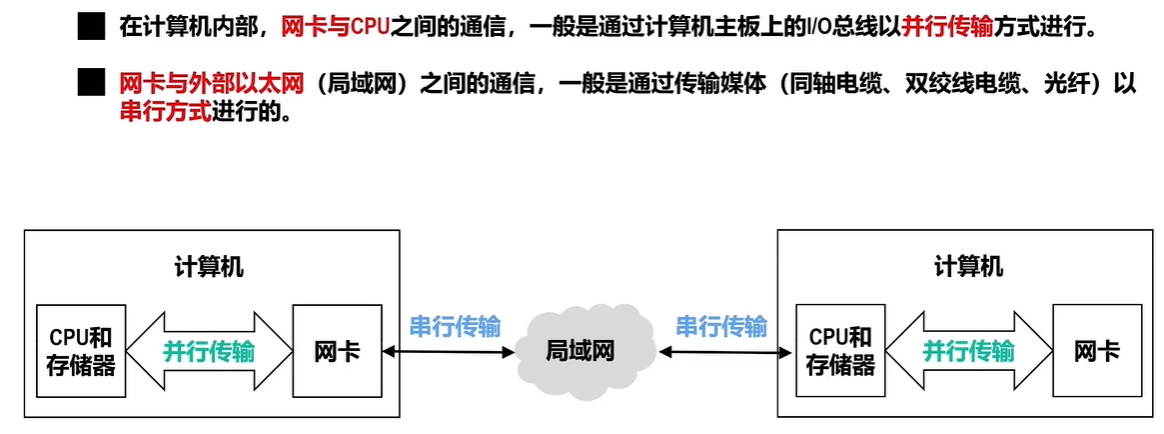 在计算机内部，网卡与CPU之间的通信，一般是通过计算机主板上的I/O总线以并行传输方式进行。
网卡与外部以太网（局域网）之间的通信，一般是通过传输媒体（同轴电缆、双绞线电缆、光纤）以
串行方式进行的。
计算机
计算机
CPU和
存储器
并行传输
网卡
串行传输
局域网
串行传输
CPU和
存储器
并行传输
网卡